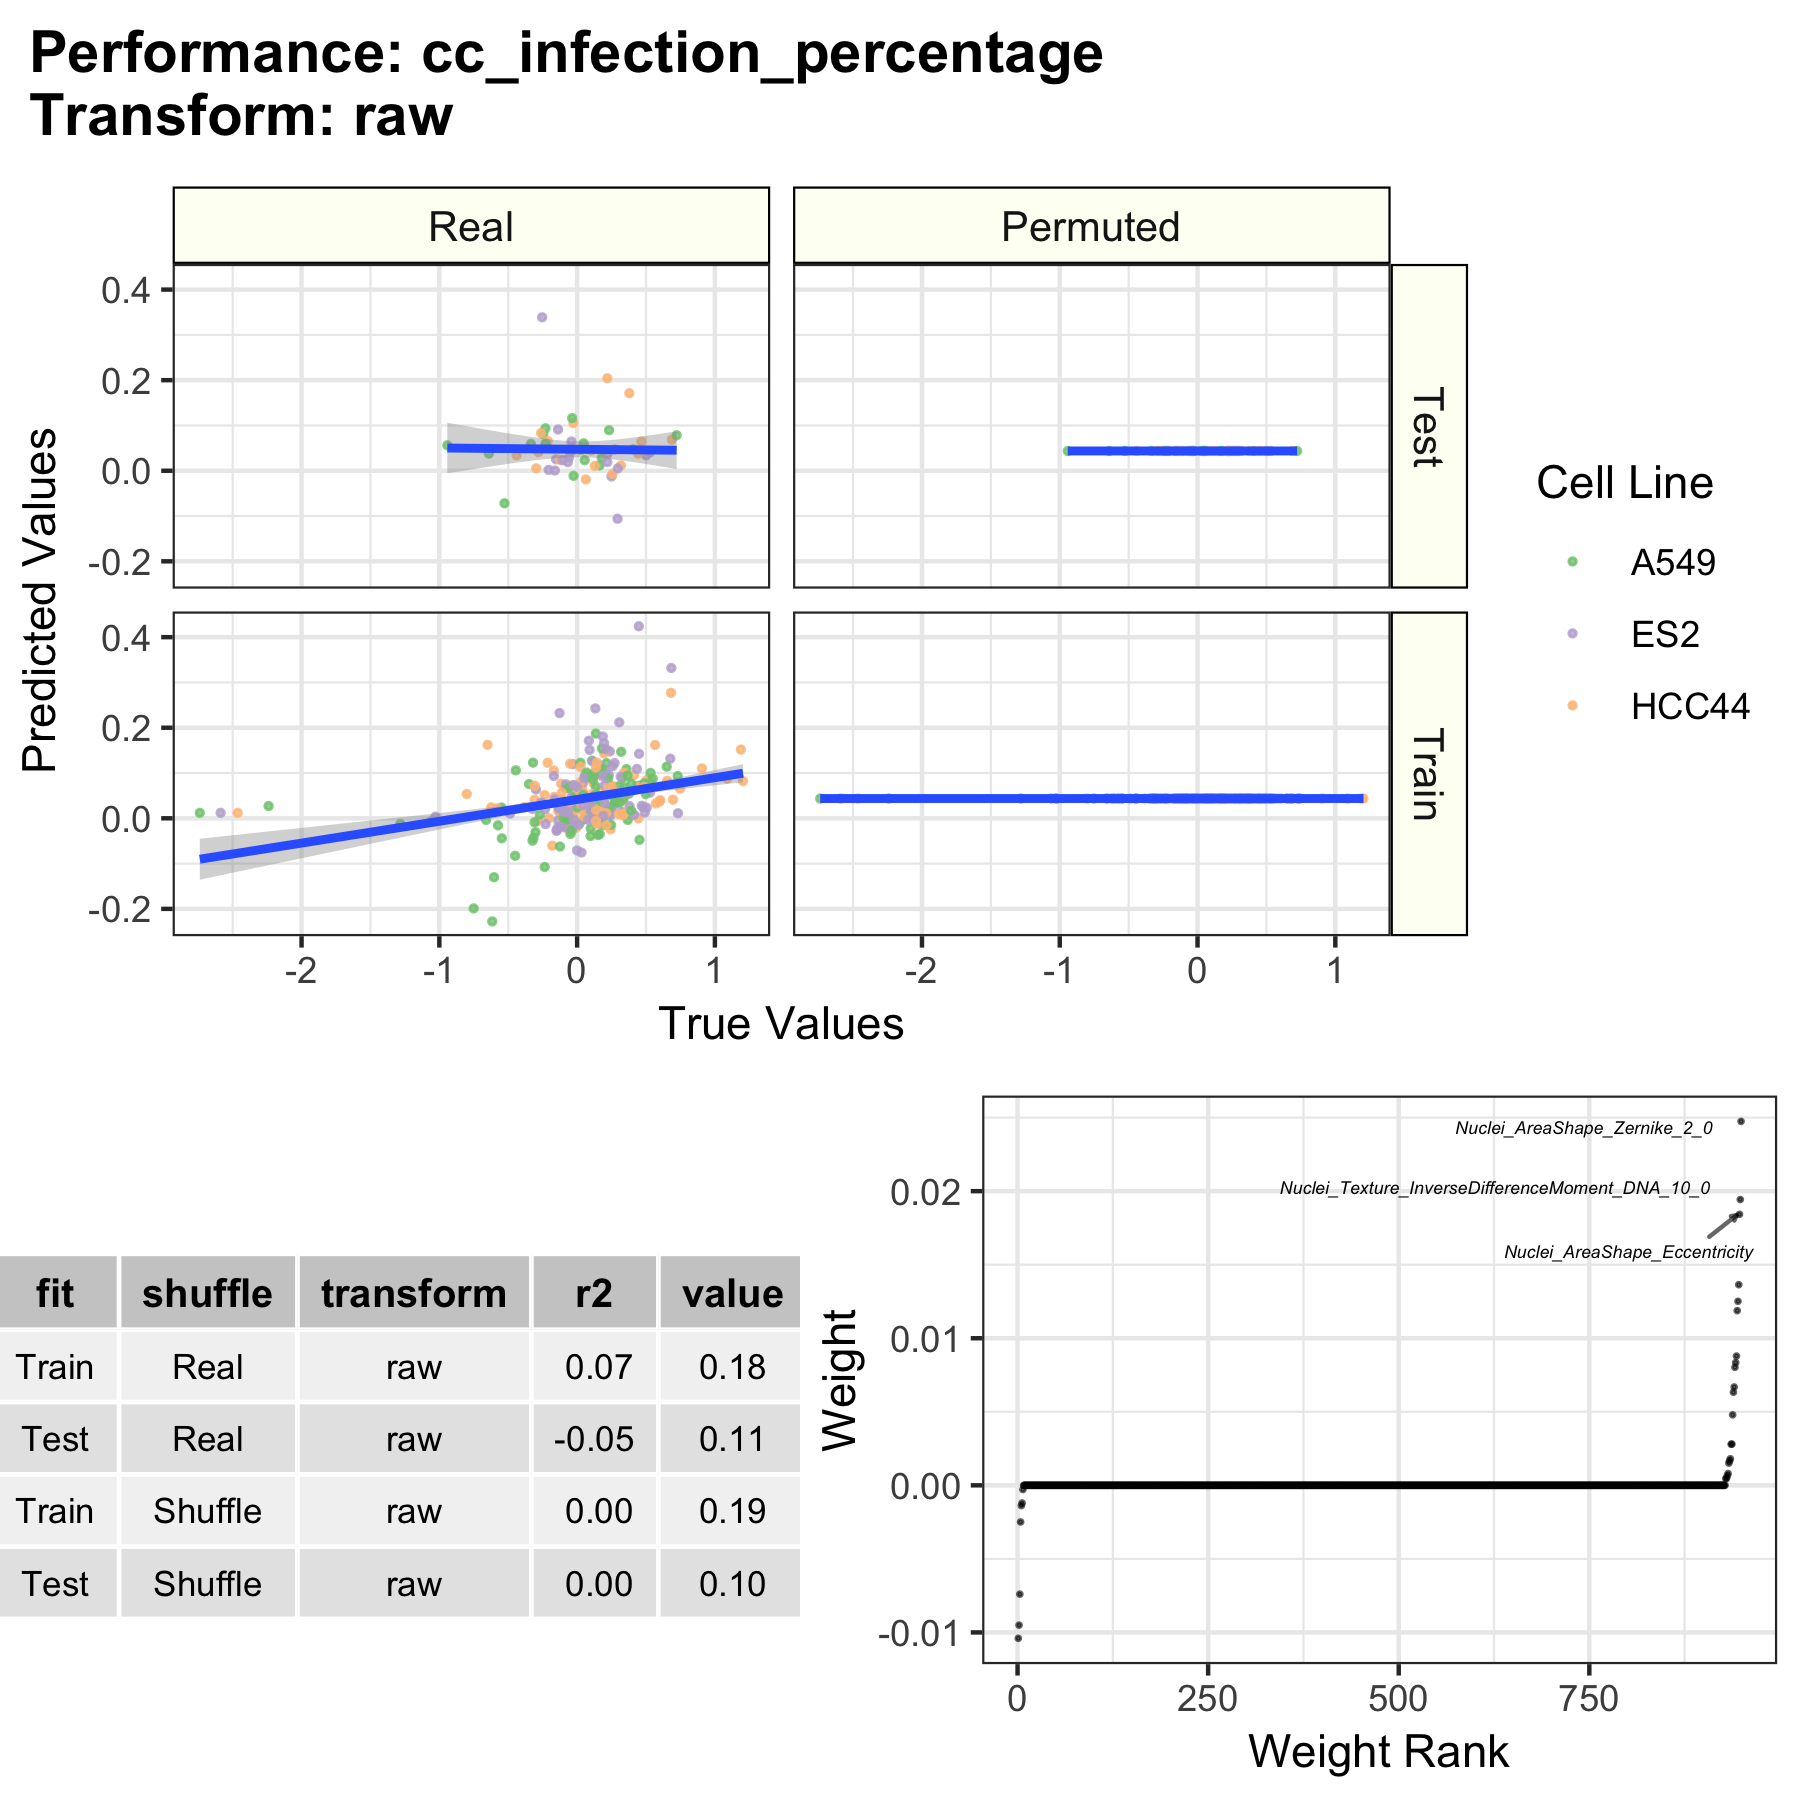 Performance: cc_infection_percentage
Transform: raw
Real
Permuted
0.4
0.2
0.0
-0.2
Test
0.4
0.2
0.0
-0.2
Train
Predicted Values
-2
-1
0
1
-2
-1
0
1
True Values
Cell Line
A549
ES2
HCC44
fit shuffle transform r2 value
Train Real raw 0.07 0.18
Test Real raw -0.05 0.11
Train Shuffle raw 0.00 0.19
Test Shuffle raw 0.00 0.10
Weight
0.02
0.01
0.00
-0.01
Nuclei_AreaShape_Zernike_2_0
Nuclei_Texture_InverseDifferenceMoment_DNA_10_0
Nuclei_AreaShape_Eccentricity
0
250
500
750
Weight Rank